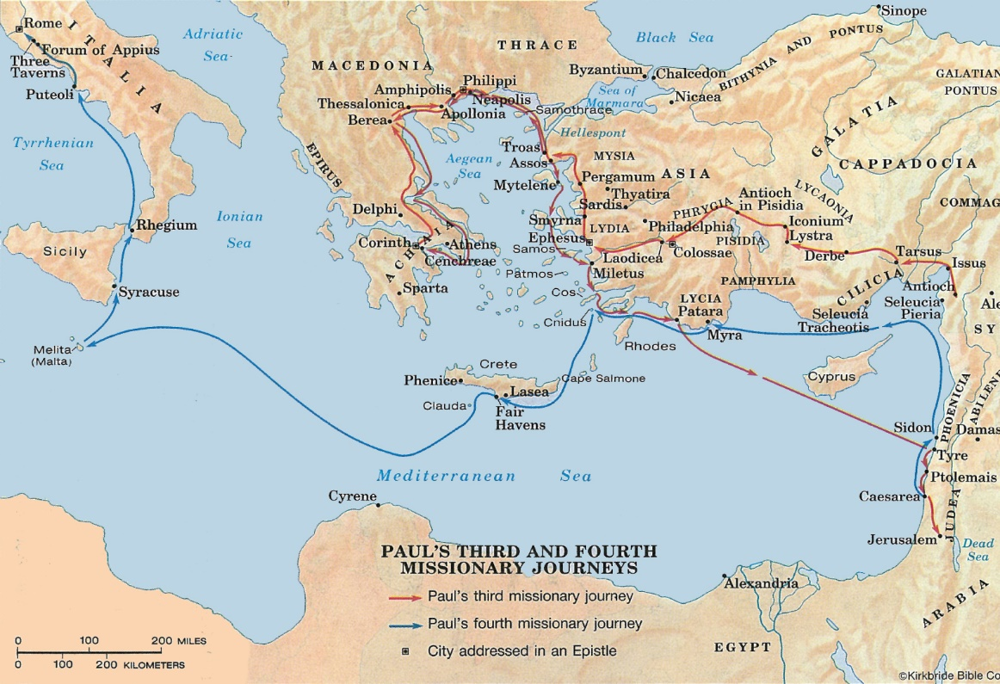 Rome
ITALIA
Forum of Appius
Three
Taverns
Puteoli
Adriatic
Sea
Tyrrhenian
Sea
Ionian
Sea
Rhegium
Sicily
Syracuse
Melita
(Malta)
THRACE
MACEDONIA
Philippi
Amphipolis
Neapolis
Thessalonica
Apollonia
Berea
EPIRUS
Samothrace
Aegean
Sea
Delphi
Corinth
Athens
Cenchreae
ACHAIA
Sparta
Black Sea
Sinope
Byzantium
Chalcedon
Sea of
Marmara
Nicaea
BITHYNIA AND PONTUS
GALATIAN
PONTUS
Hellespont
GALATIA
CAPPADOCIA
Troas
Assos
MYSIA
ASIA
Mytelene
Pergamum
Thyatira
Sardis
Smyrna
LYDIA
Philadelphia
PHRYGIA
Antioch
in Pisidia
LYCAONIA
Iconium
COMMAG
Ephesus
Samos
Laodicea
Colossae
PISIDIA
Lystra
Derbe
Tarsus
Issus
Miletus
Patmos
PAMPHYLIA
CILICIA
Antioch
Cos
LYCIA
Patara
Seleucia
Tracheotis
Seleucia
Pieria
Ale
SY
Cnidus
Myra
Rhodes
Crete
Cyprus
Phenice
Lasea
Cape Salmone
Clauda
Fair
Havens
PHOENICIA
ABILENE
Sidon
Damas
Tyre
Mediterranean Sea
Ptolemais
Cyrene
Caesarea
JUDEA
Jerusalem
Dead
Sea
Alexandria
ARABIA
EGYPT
PAUL'S THIRD AND FOURTH
MISSIONARY JOURNEYS
Paul's third missionary journey
Paul's fourth missionary journey
City addressed in an Epistle
0 100 200 MILES
0 100 200 KILOMETERS
©Kirkbride Bible Co